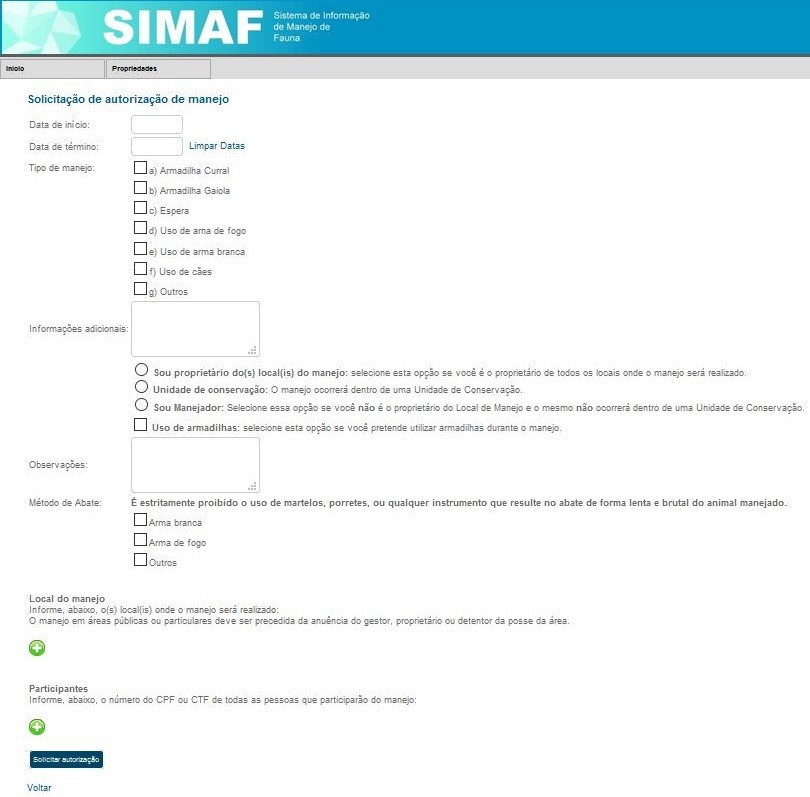 SIMAF
Sistema de Informação
de Manejo de
Fauna
Inicio
Propriedades
Solicitação de autorização de manejo
Data de início:
Data de término:
Limpar Datas
Tipo de manejo:
a) Armadilha Curral
b) Armadilha Gaiola
c) Espera
d) Uso de arna de fogo
e) Uso de arma branca
f) Uso de cães
g) Outros
Informações adicionais:
Sou proprietário do(s) local(is) do manejo: selecione esta opção se você é o proprietário de todos os locais onde o manejo será realizado.
Unidade de conservação: O manejo ocorrerá dentro de uma Unidade de Conservação.
Sou Manejador: Selecione essa opção se você não é o proprietário do Local de Manejo e o mesmo não ocorrerá dentro de uma Unidade de Conservação.
Uso de armadilhas: selecione esta opção se você pretende utilizar armadilhas durante o manejo.
Observações:
Método de Abate:
É estritamente proibido o uso de martelos, porretes, ou qualquer instrumento que resulte no abate de forma lenta e brutal do animal manejado.
Arma branca
Arma de fogo
Outros
Local do manejo
Informe, abaixo, o(s) local(is) onde o manejo será realizado:
O manejo em áreas públicas ou particulares deve ser precedida da anuência do gestor, proprietário ou detentor da posse da área.
Participantes
Informe, abaixo, o número do CPF ou CTF de todas as pessoas que participarão do manejo:
Solicitar autorização
Voltar